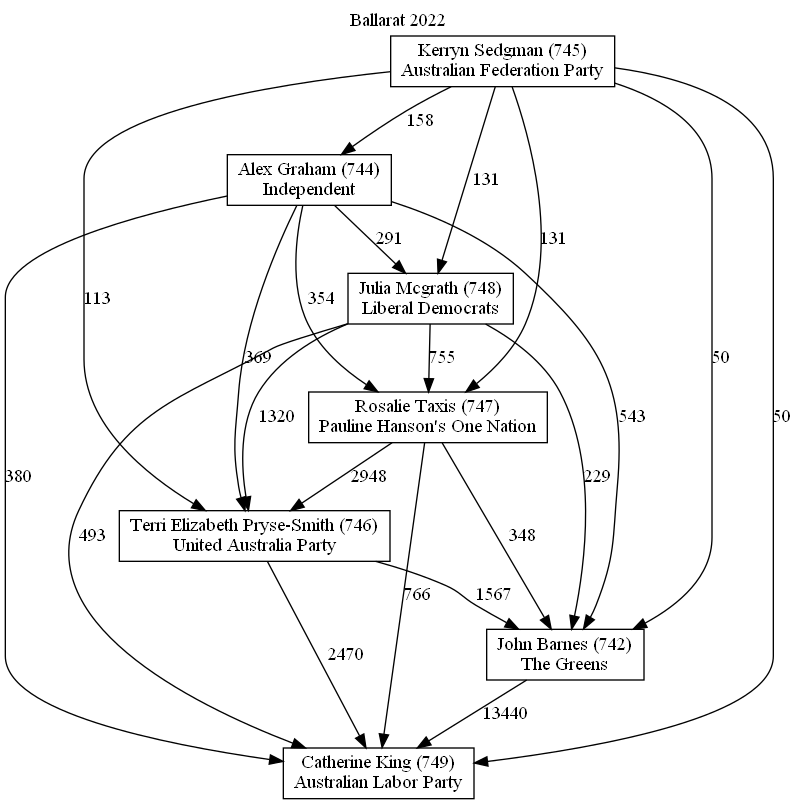 Ballarat 2022
Kerryn Sedgman (745)
Australian Federation Party
158
Alex Graham (744)
Independent
131
131
291
Julia Mcgrath (748)
Liberal Democrats
113
354
369
755
50
Rosalie Taxis (747)
Pauline Hanson's One Nation
1320
543
50
380
2948
229
Terri Elizabeth Pryse-Smith (746)
United Australia Party
493
348
766
1567
John Barnes (742)
The Greens
2470
13440
Catherine King (749)
Australian Labor Party